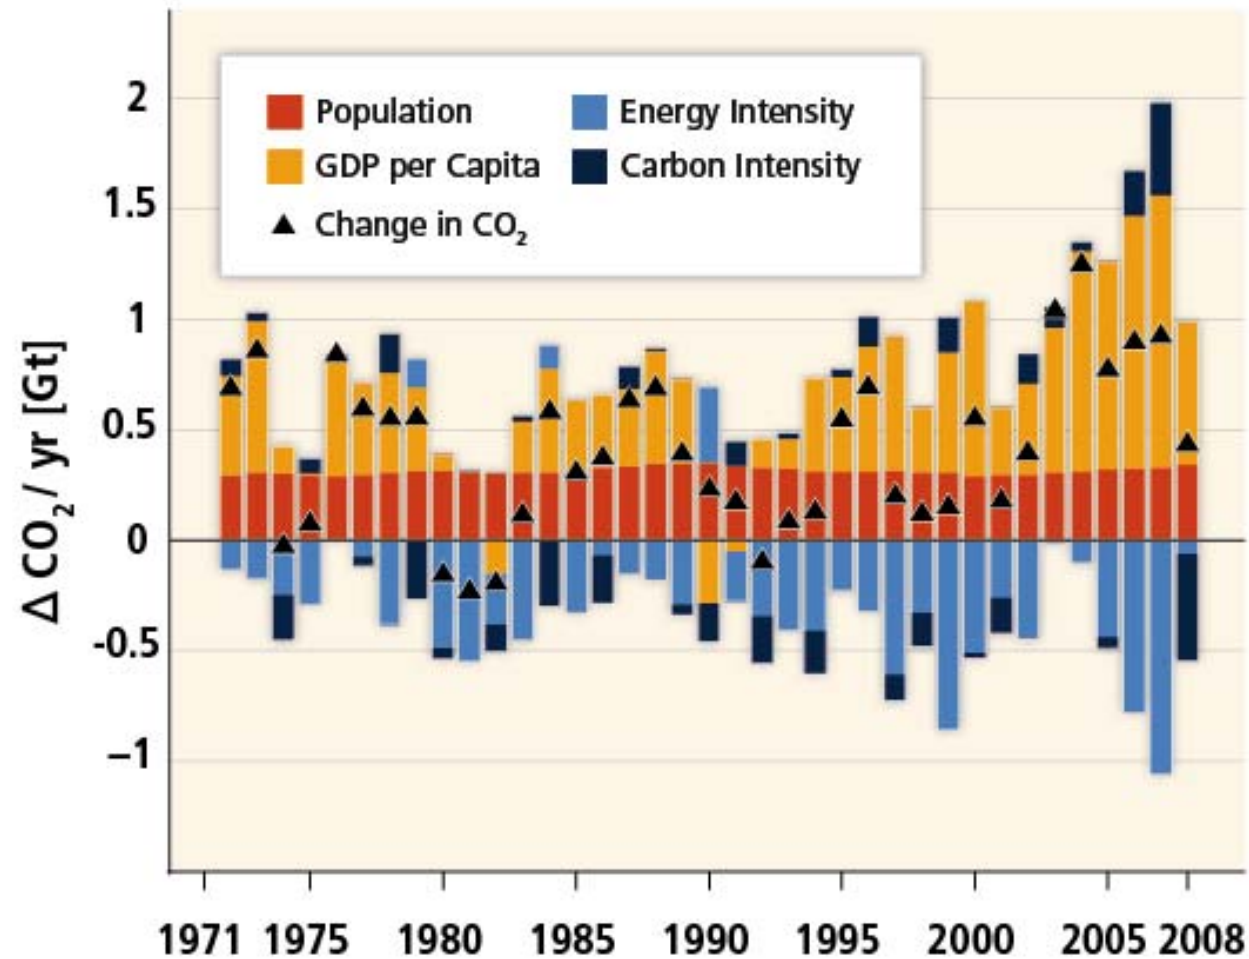 Population
Energy Intensity
GDP per Capita
Carbon Intensity
Change in CO₂
Δ CO₂ / yr [Gt]
2
1.5
1
0.5
0
-0.5
−1
1971 1975 1980 1985 1990 1995 2000 2005 2008